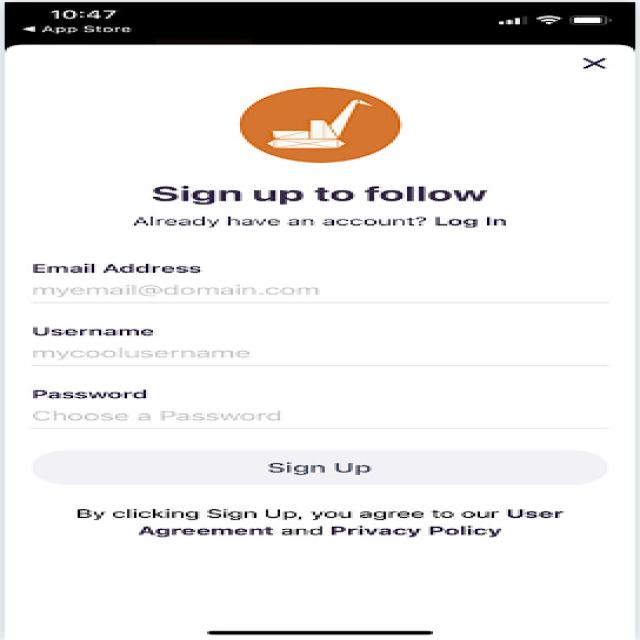 10:47
◄ App Store
Sign up to follow
Already have an account? Log In
Email Address
myemail@domain.com
Username
mycoolusername
Password
Choose a Password
Sign Up
By clicking Sign Up, you agree to our User
Agreement and Privacy Policy